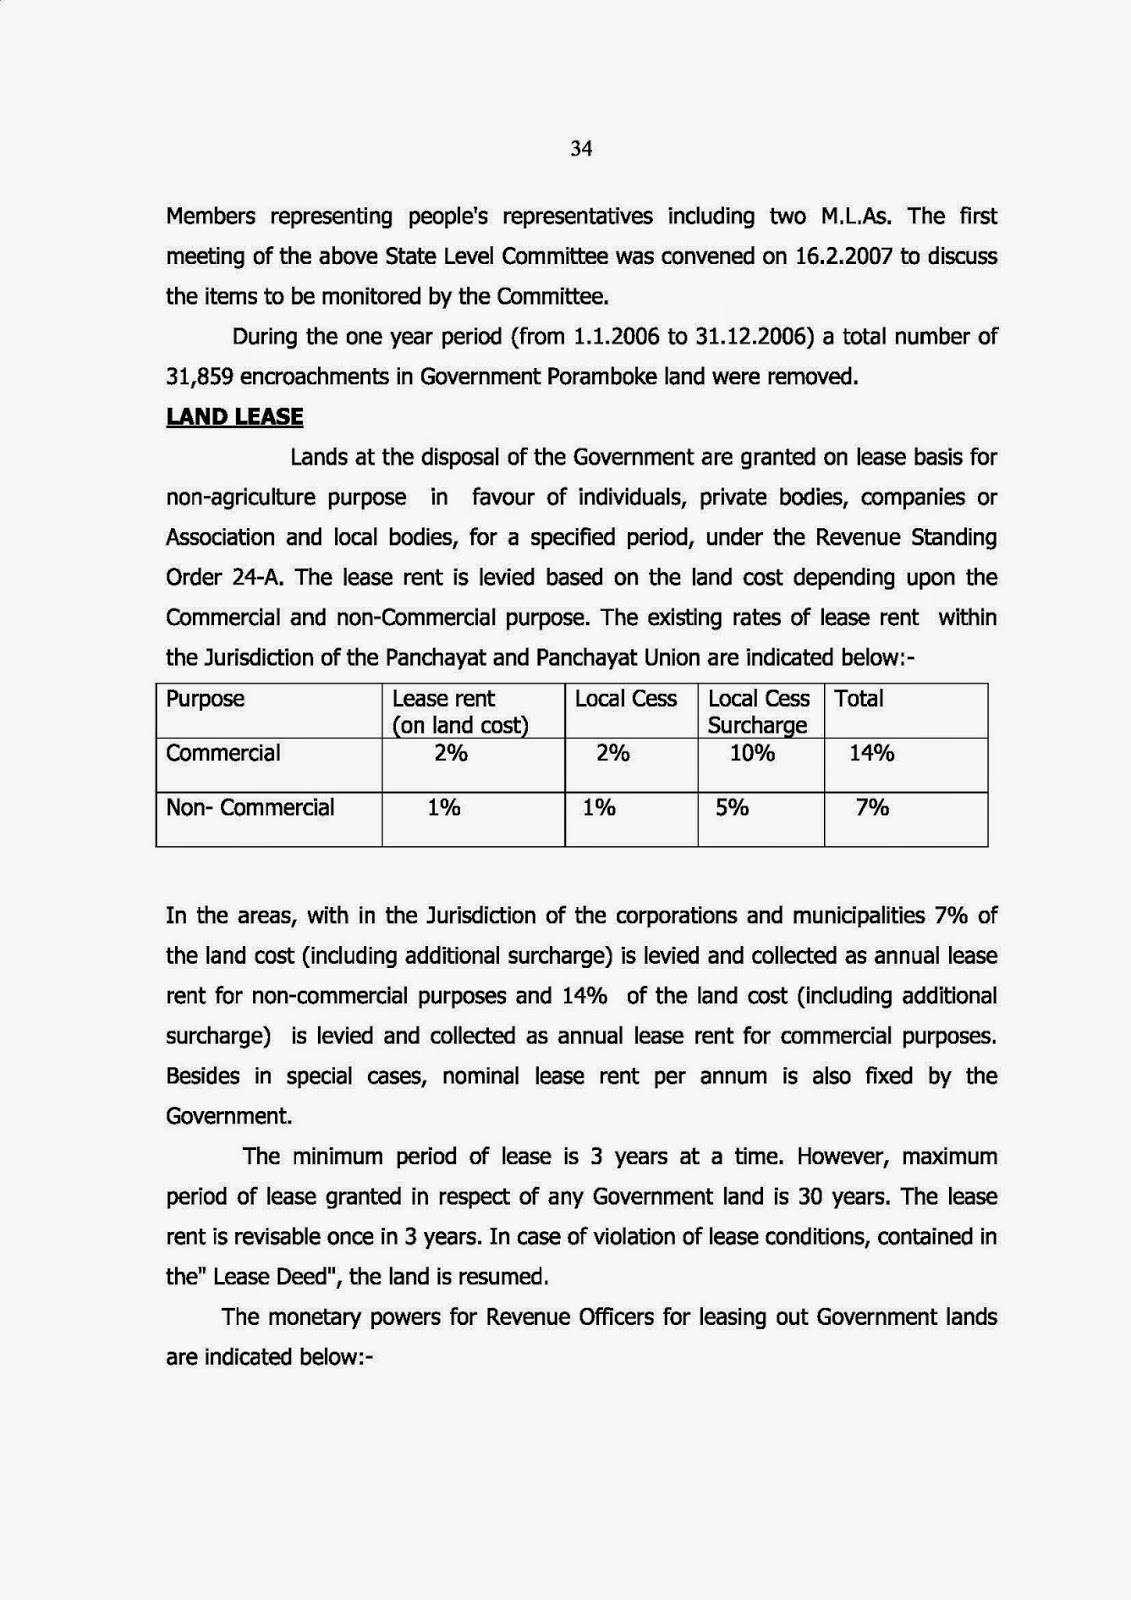 34
Members representing people's representatives including two M.L.As. The first
meeting of the above State Level Committee was convened on 16.2.2007 to discuss
the items to be monitored by the Committee.
During the one year period (from 1.1.2006 to 31.12.2006) a total number of
31,859 encroachments in Government Poramboke land were removed.
LAND LEASE
Lands at the disposal of the Government are granted on lease basis for
non-agriculture purpose in favour of individuals, private bodies, companies or
Association and local bodies, for a specified period, under the Revenue Standing
Order 24-A. The lease rent is levied based on the land cost depending upon the
Commercial and non-Commercial purpose. The existing rates of lease rent within
the Jurisdiction of the Panchayat and Panchayat Union are indicated below:-
Purpose Lease rent Local Cess Local Cess Total
(on land cost) Surcharge
Commercial 2% 2% 10% 14%
Non- Commercial 1% 1% 5% 7%
In the areas, with in the Jurisdiction of the corporations and municipalities 7% of
the land cost (including additional surcharge) is levied and collected as annual lease
rent for non-commercial purposes and 14% of the land cost (including additional
surcharge) is levied and collected as annual lease rent for commercial purposes.
Besides in special cases, nominal lease rent per annum is also fixed by the
Government.
The minimum period of lease is 3 years at a time. However, maximum
period of lease granted in respect of any Government land is 30 years. The lease
rent is revisable once in 3 years. In case of violation of lease conditions, contained in
the" Lease Deed", the land is resumed.
The monetary powers for Revenue Officers for leasing out Government lands
are indicated below:-